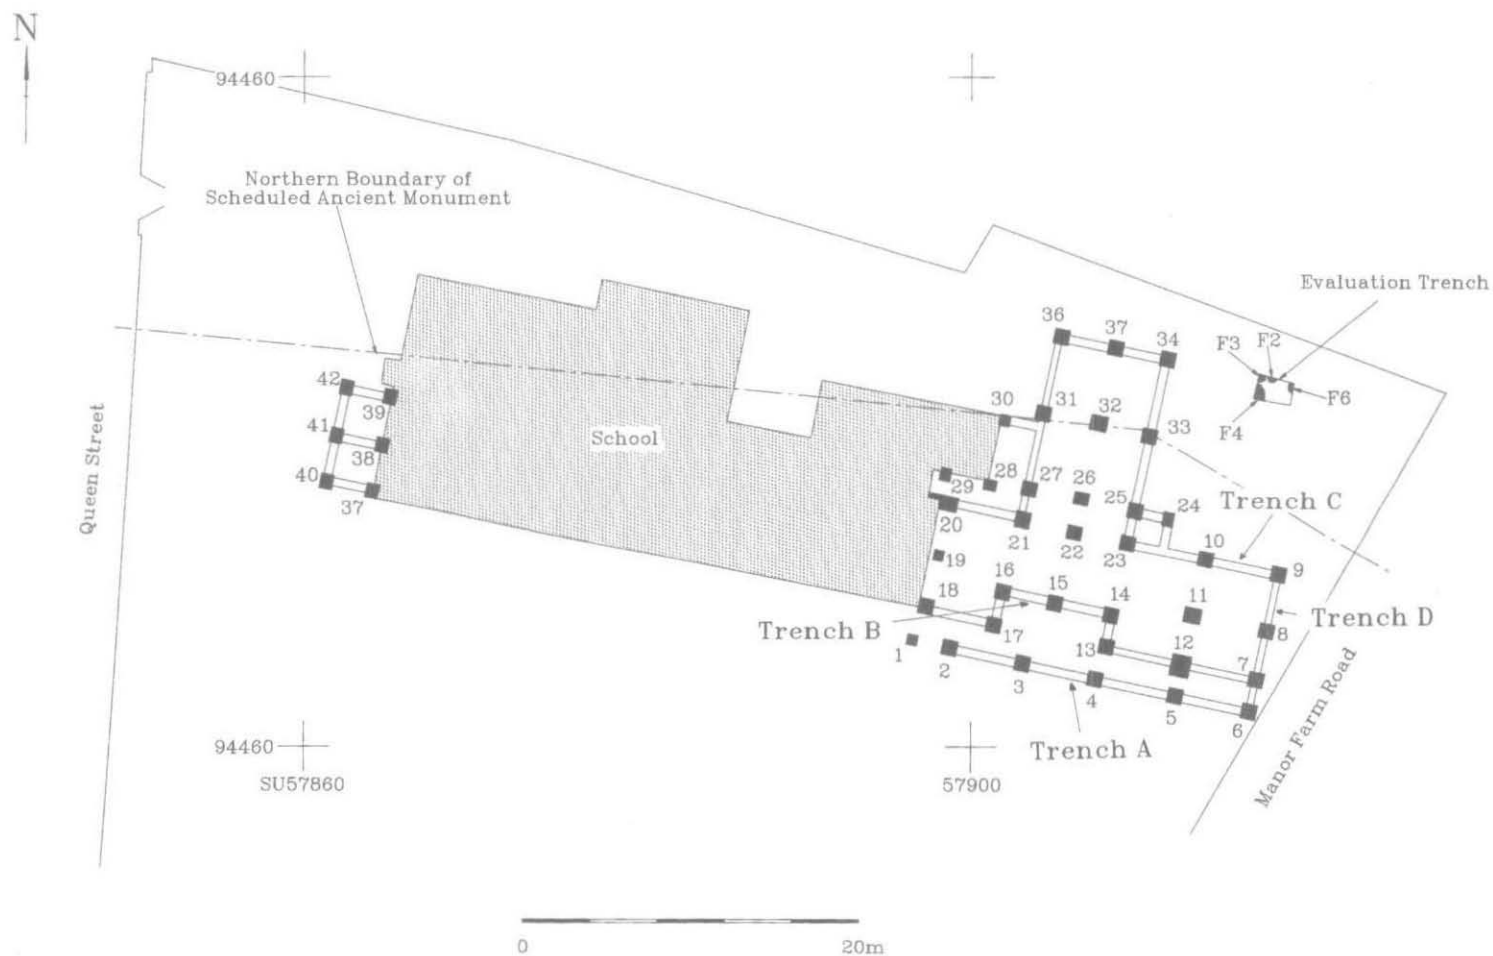 N
94460
Northern Boundary of
Scheduled Ancient Monument
Evaluation Trench
36
37
34
F3
F2
F6
F4
42
39
41
38
40
37
School
Queen Street
30
31
32
33
29
28
27
26
25
24
Trench C
20
21
22
23
10
9
19
16
15
14
11
18
Trench B
17
13
12
8
Trench D
7
1
2
3
4
5
6
Trench A
Manor Farm Road
94460
SU57860
57900
0
20m